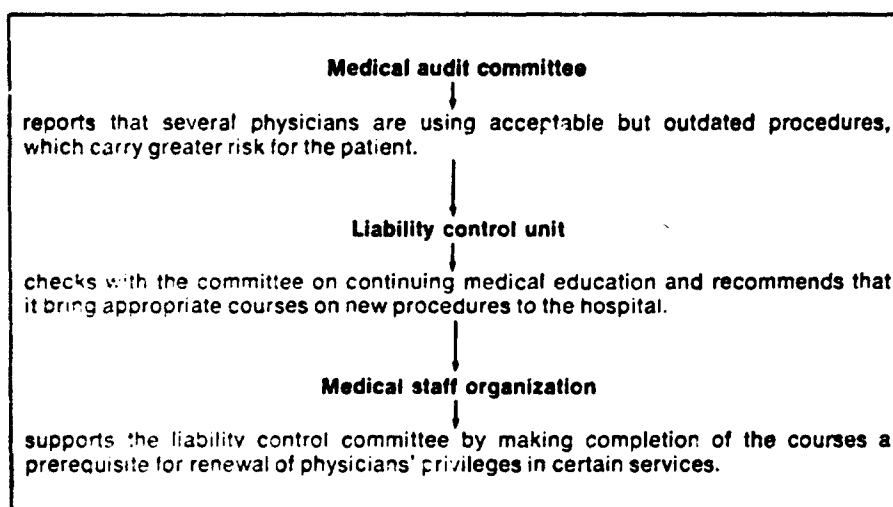 Medical audit committee
reports that several physicians are using acceptable but outdated procedures,
which carry greater risk for the patient.
Liability control unit
checks with the committee on continuing medical education and recommends that
it bring appropriate courses on new procedures to the hospital.
Medical staff organization
supports the liability control committee by making completion of the courses a
prerequisite for renewal of physicians' privileges in certain services.